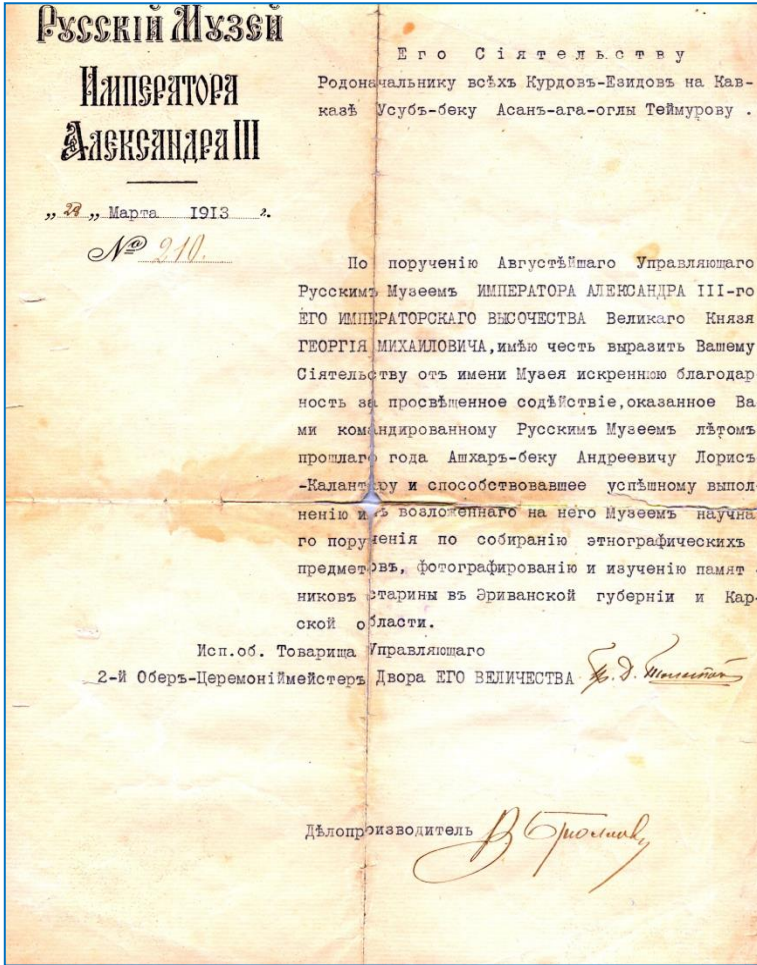 Русскій Музей
Императора
Александра III
„ 28 „ Марта 1913 г.
№ 210.
Его Сіятельству
Родоначальнику всѣхъ Курдовъ-Езидовъ на Кав-
казѣ Усубъ-беку Асанъ-ага-оглы Теймурову .
По порученію Августѣйшаго Управляющаго
Русскимъ Музеемъ ИМПЕРАТОРА АЛЕКСАНДРА III-го
ЕГО ИМПЕРАТОРСКАГО ВЫСОЧЕСТВА Великаго Князя
ГЕОРГІЯ МИХАИЛОВИЧА,имѣю честь выразить Вашему
Сіятельству отъ имени Музея искреннюю благодар
ность за просвѣщенное содѣйствіе,оказанное Ва
ми командированному Русскимъ Музеемъ лѣтомъ
прошлаго года Ашхаръ-беку Андреевичу Лорисъ
-Калантару и способствовавшее успѣшному выпол
ненію имъ возложеннаго на него Музеемъ научна
го порученія по собиранію этнографическихъ
предметовъ, фотографированію и изученію памят
никовъ старины въ Эриванской губерніи и Кар-
ской области.
Исп.об. Товарища Управляющаго
2-й Оберъ-Церемоніймейстеръ Двора ЕГО ВЕЛИЧЕСТВА Гр. Д. Толстой
Дѣлопроизводитель